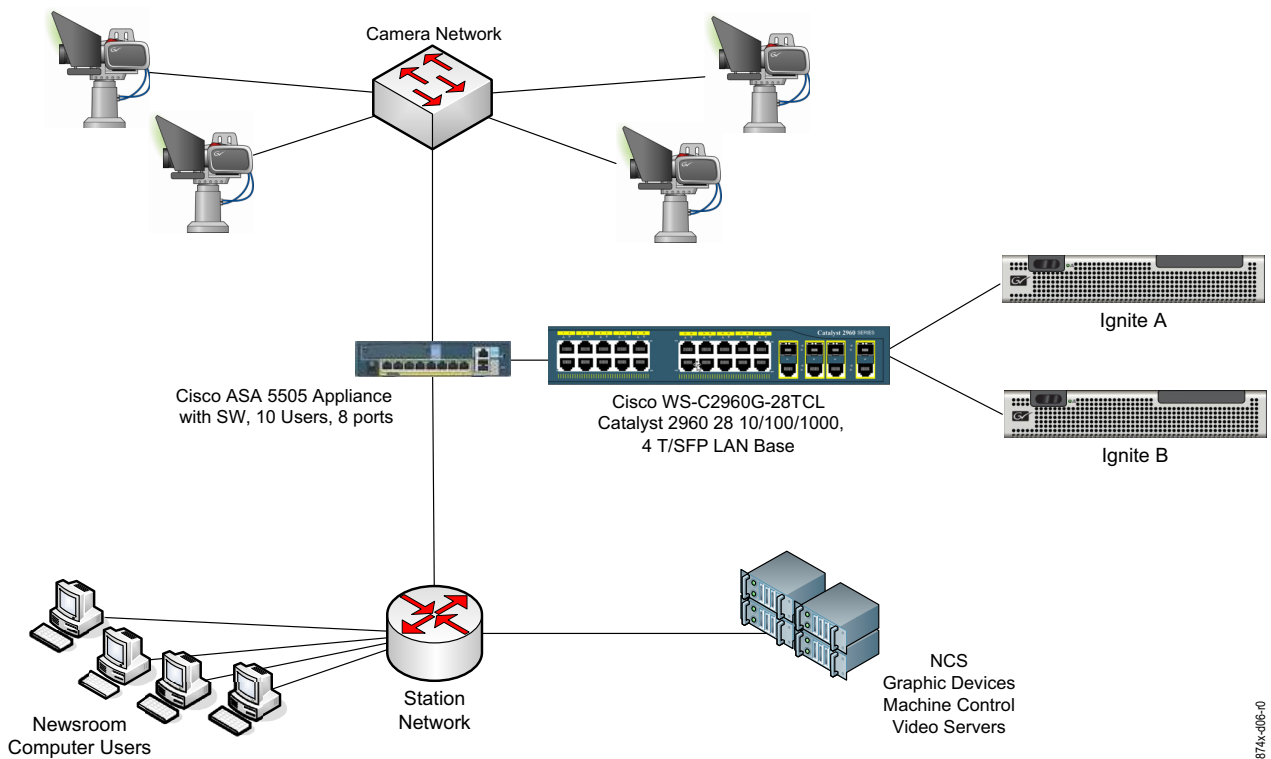 Camera Network
Catalyst 2960 SERIES
Ignite A
Cisco ASA 5505 Appliance
with SW, 10 Users, 8 ports
Cisco WS-C2960G-28TCL
Catalyst 2960 28 10/100/1000,
4 T/SFP LAN Base
Ignite B
Station
Network
Newsroom
Computer Users
NCS
Graphic Devices
Machine Control
Video Servers
874x-d06-r0